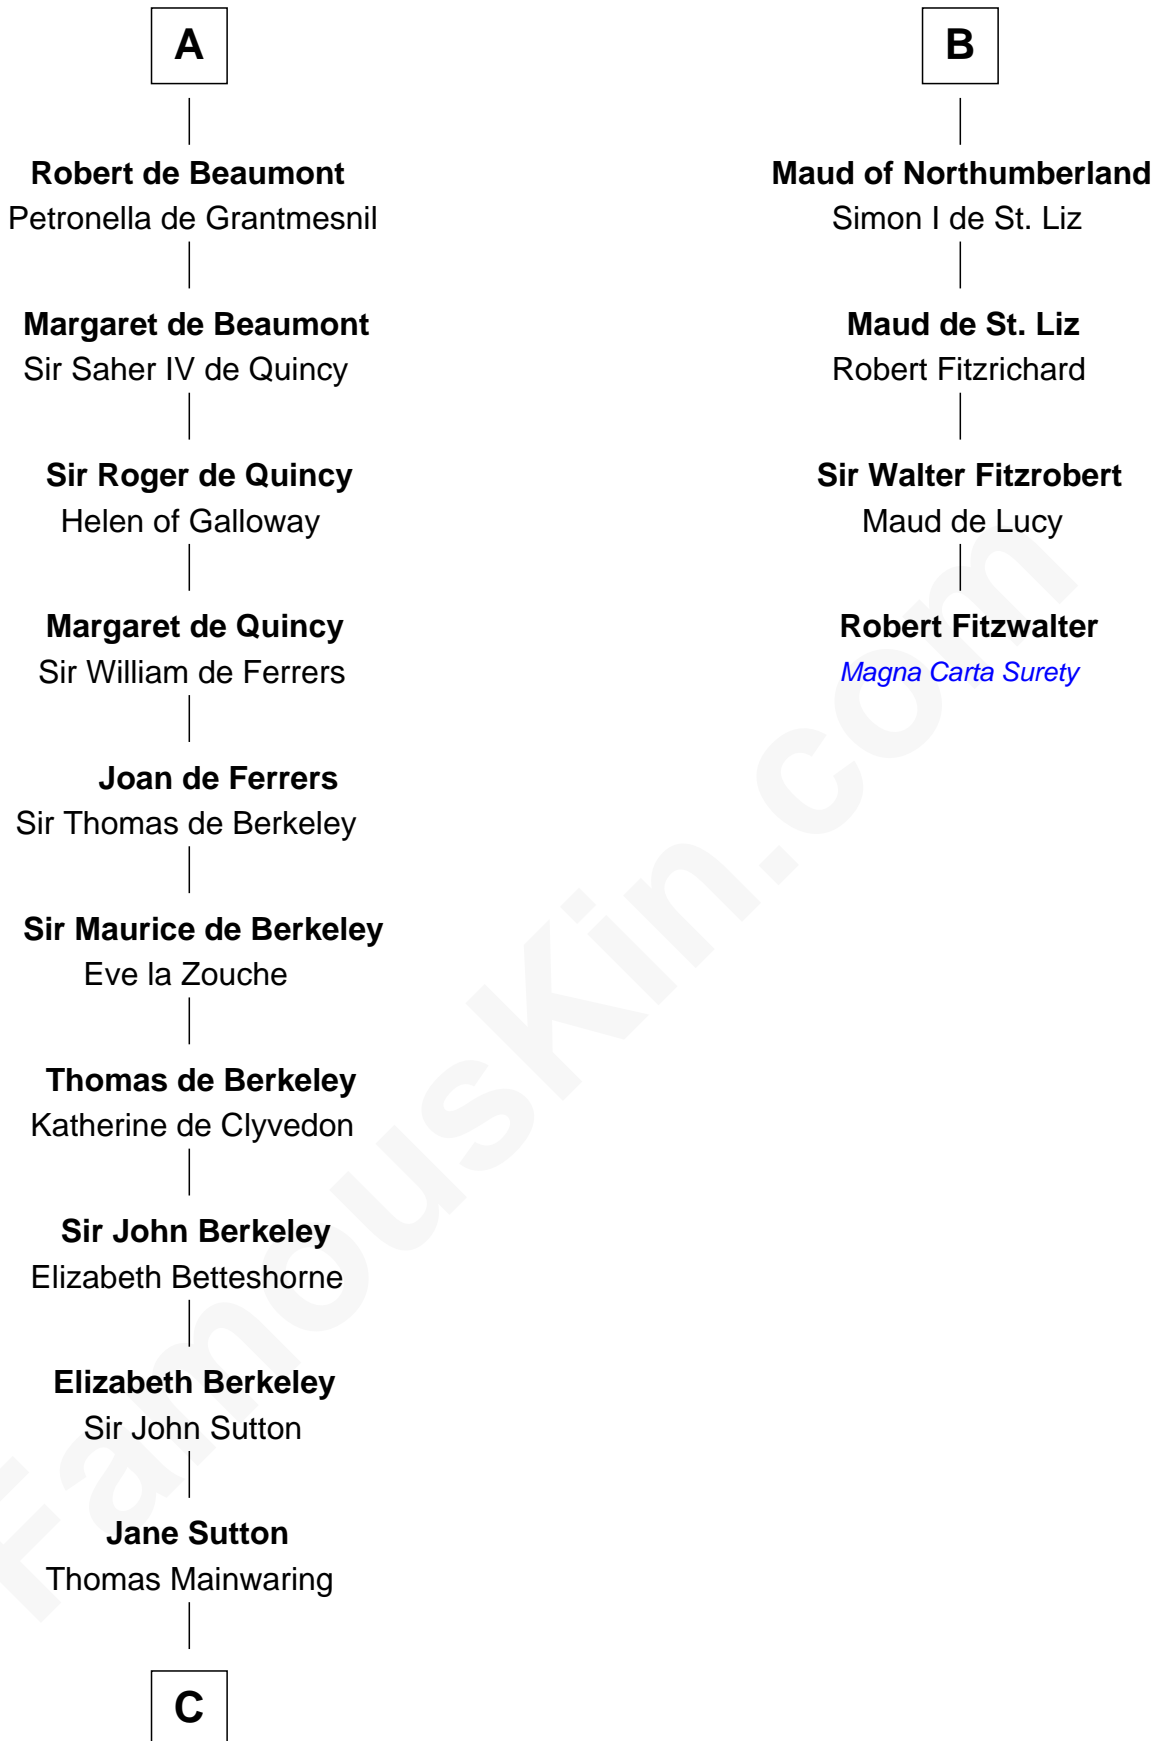 A
Robert de Beaumont
Petronella de Grantmesnil
Margaret de Beaumont
Sir Saher IV de Quincy
Sir Roger de Quincy
Helen of Galloway
Margaret de Quincy
Sir William de Ferrers
Joan de Ferrers
Sir Thomas de Berkeley
Sir Maurice de Berkeley
Eve la Zouche
Thomas de Berkeley
Katherine de Clyvedon
Sir John Berkeley
Elizabeth Betteshorne
Elizabeth Berkeley
Sir John Sutton
Jane Sutton
Thomas Mainwaring
C
B
Maud of Northumberland
Simon I de St. Liz
Maud de St. Liz
Robert Fitzrichard
Sir Walter Fitzrobert
Maud de Lucy
Robert Fitzwalter
Magna Carta Surety
FamousKin.com